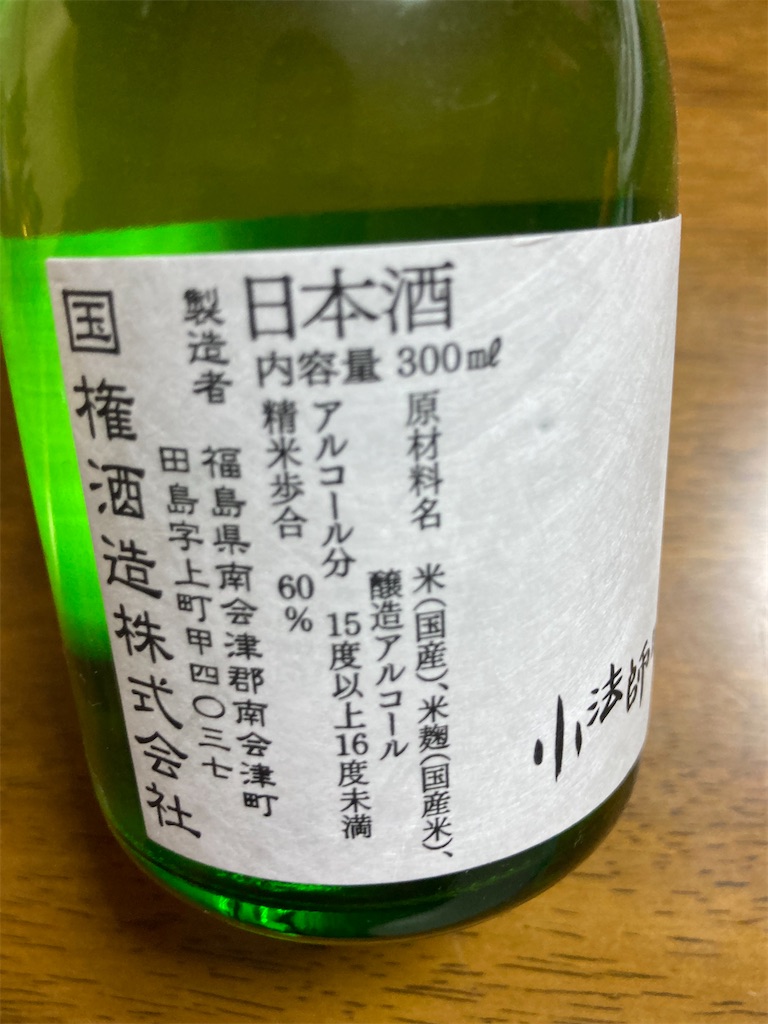 日本酒
内容量 300㎖
原材料名 米(国産)、米麹(国産米)、
醸造アルコール
アルコール分 15度以上16度未満
精米歩合 60%
製造者 福島県南会津郡南会津町
田島字上町甲四〇三七
国権酒造株式会社
小法師